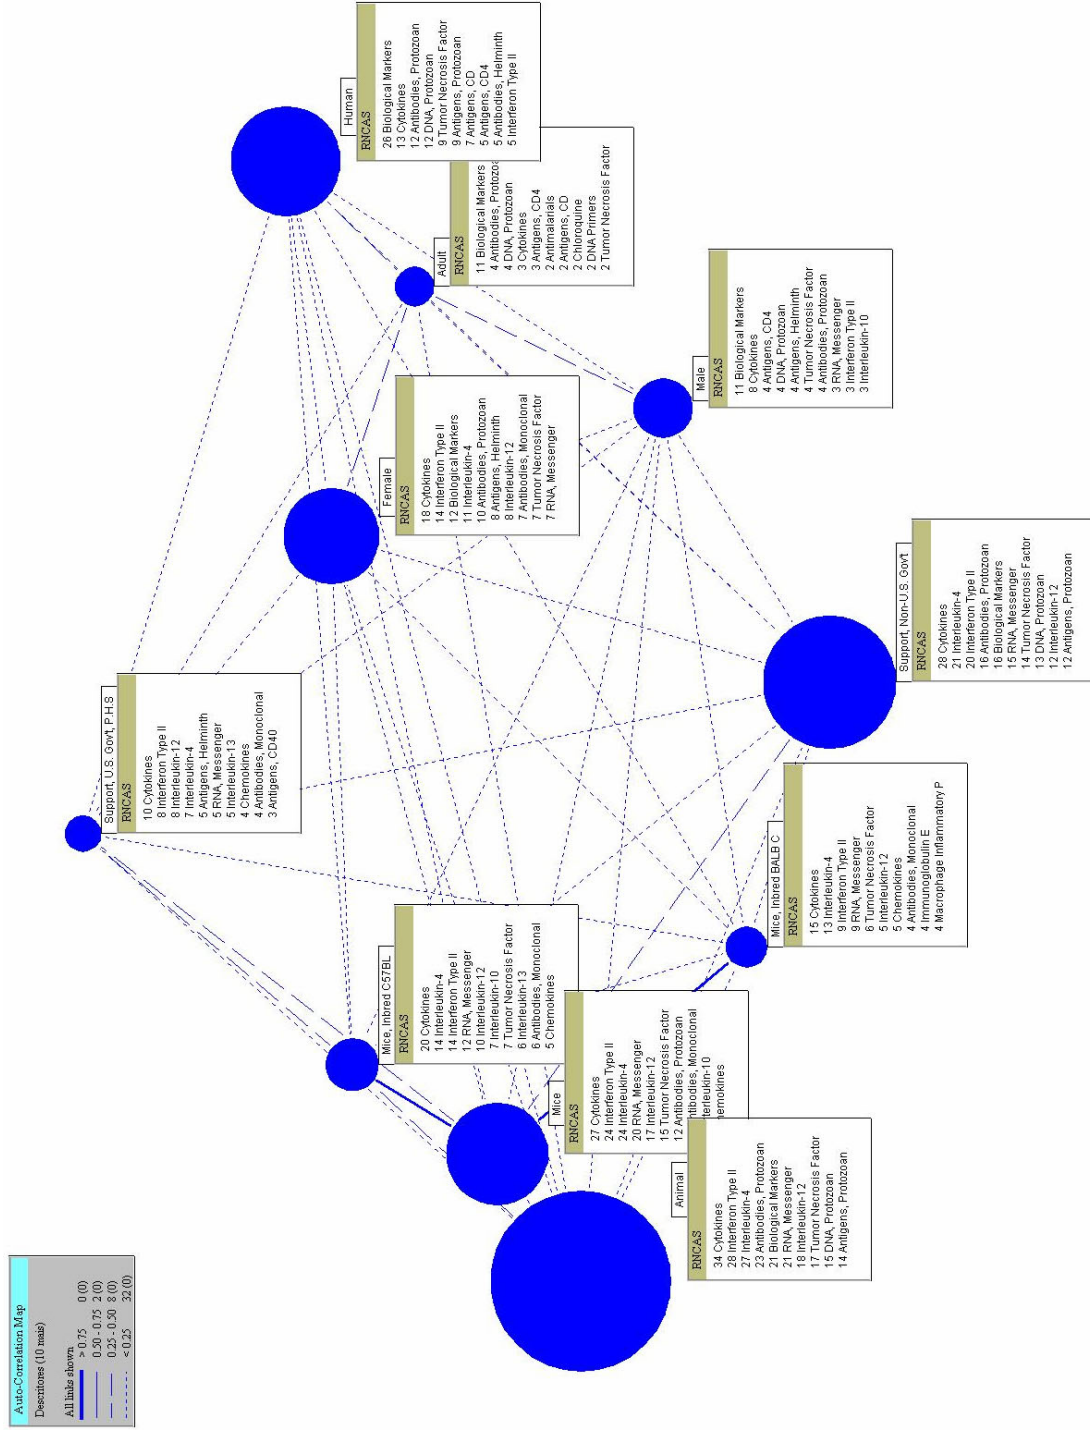 Auto-Correlation Map
Descritores (10 mais)
All links shown
> 0.75 0 (0)
0.50 - 0.75 2 (0)
0.25 - 0.50 8 (0)
< 0.25 32 (0)
Support, U.S. Gov't, P.H.S
RNCAS
10 Cytokines
8 Interferon Type II
8 Interleukin-12
7 Interleukin-4
5 Antigens, Helminth
5 RNA, Messenger
5 Interleukin-13
4 Chemokines
4 Antibodies, Monoclonal
3 Antigens, CD40
Human
RNCAS
26 Biological Markers
13 Cytokines
12 Antibodies, Protozoan
12 DNA, Protozoan
9 Tumor Necrosis Factor
9 Antigens, Protozoan
7 Antigens, CD
5 Antigens, CD4
5 Antibodies, Helminth
5 Interferon Type II
Adult
RNCAS
11 Biological Markers
4 Antibodies, Protozoa
4 DNA, Protozoan
3 Cytokines
3 Antigens, CD4
2 Antimalarials
2 Antigens, CD
2 Chloroquine
2 DNA Primers
2 Tumor Necrosis Factor
Female
RNCAS
18 Cytokines
14 Interferon Type II
12 Biological Markers
11 Interleukin-4
10 Antibodies, Protozoan
8 Antigens, Helminth
8 Interleukin-12
7 Antibodies, Monoclonal
7 Tumor Necrosis Factor
7 RNA, Messenger
Mice, Inbred C57BL
RNCAS
20 Cytokines
14 Interleukin-4
14 Interferon Type II
12 RNA, Messenger
10 Interleukin-12
7 Interleukin-10
7 Tumor Necrosis Factor
6 Interleukin-13
6 Antibodies, Monoclonal
5 Chemokines
Mice
RNCAS
27 Cytokines
24 Interferon Type II
24 Interleukin-4
20 RNA, Messenger
17 Interleukin-12
15 Tumor Necrosis Factor
12 Antibodies, Protozoan
ntibodies, Monoclonal
nterleukin-10
hemokines
Animal
RNCAS
34 Cytokines
28 Interferon Type II
27 Interleukin-4
23 Antibodies, Protozoan
21 Biological Markers
21 RNA, Messenger
18 Interleukin-12
17 Tumor Necrosis Factor
15 DNA, Protozoan
14 Antigens, Protozoan
Male
RNCAS
11 Biological Markers
8 Cytokines
4 Antigens, CD4
4 DNA, Protozoan
4 Antigens, Helminth
4 Tumor Necrosis Factor
4 Antibodies, Protozoan
3 RNA, Messenger
3 Interferon Type II
3 Interleukin-10
Mice, Inbred BALB C
RNCAS
15 Cytokines
13 Interleukin-4
9 Interferon Type II
9 RNA, Messenger
6 Tumor Necrosis Factor
5 Interleukin-12
5 Chemokines
4 Antibodies, Monoclonal
4 Immunoglobulin E
4 Macrophage Inflammatory P
Support, Non-U.S. Gov't
RNCAS
28 Cytokines
21 Interleukin-4
20 Interferon Type II
16 Antibodies, Protozoan
16 Biological Markers
15 RNA, Messenger
14 Tumor Necrosis Factor
13 DNA, Protozoan
12 Interleukin-12
12 Antigens, Protozoan